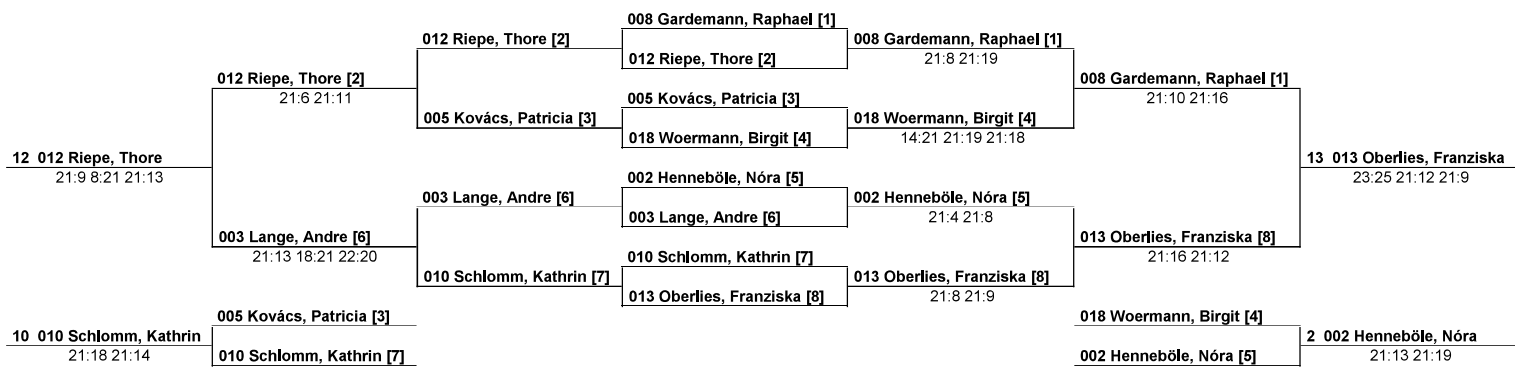 008 Gardemann, Raphael [1]
012 Riepe, Thore [2]
008 Gardemann, Raphael [1]
012 Riepe, Thore [2]
21:8 21:19
012 Riepe, Thore [2]
008 Gardemann, Raphael [1]
21:6 21:11
21:10 21:16
005 Kovács, Patricia [3]
005 Kovács, Patricia [3]
018 Woermann, Birgit [4]
018 Woermann, Birgit [4]
14:21 21:19 21:18
12 012 Riepe, Thore
13 013 Oberlies, Franziska
21:9 8:21 21:13
23:25 21:12 21:9
002 Henneböle, Nóra [5]
003 Lange, Andre [6]
002 Henneböle, Nóra [5]
003 Lange, Andre [6]
21:4 21:8
003 Lange, Andre [6]
013 Oberlies, Franziska [8]
21:13 18:21 22:20
21:16 21:12
010 Schlomm, Kathrin [7]
010 Schlomm, Kathrin [7]
013 Oberlies, Franziska [8]
013 Oberlies, Franziska [8]
21:8 21:9
005 Kovács, Patricia [3]
018 Woermann, Birgit [4]
10 010 Schlomm, Kathrin
2 002 Henneböle, Nóra
21:18 21:14
010 Schlomm, Kathrin [7]
002 Henneböle, Nóra [5]
21:13 21:19